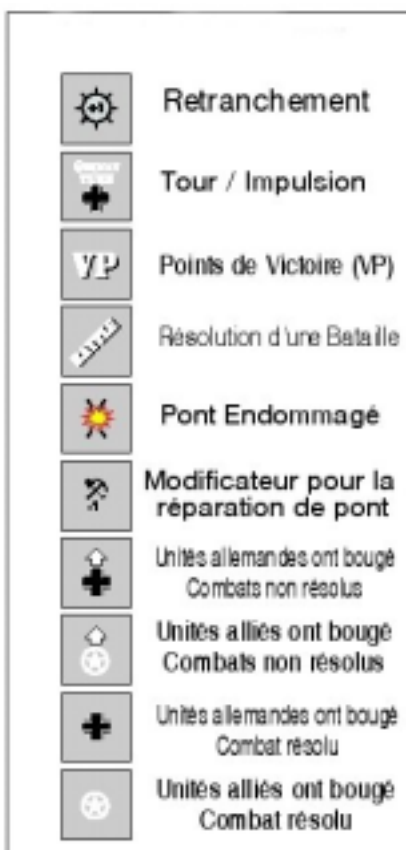 +1
Retranchement
Tour / Impulsion
VP
Points de Victoire (VP)
Résolution d'une Bataille
Pont Endommagé
-1
Modificateur pour la
réparation de pont
Unités allemandes ont bougé
Combats non résolus
Unités alliés ont bougé
Combats non résolus
Unités allemandes ont bougé
Combat résolu
Unités alliés ont bougé
Combat résolu